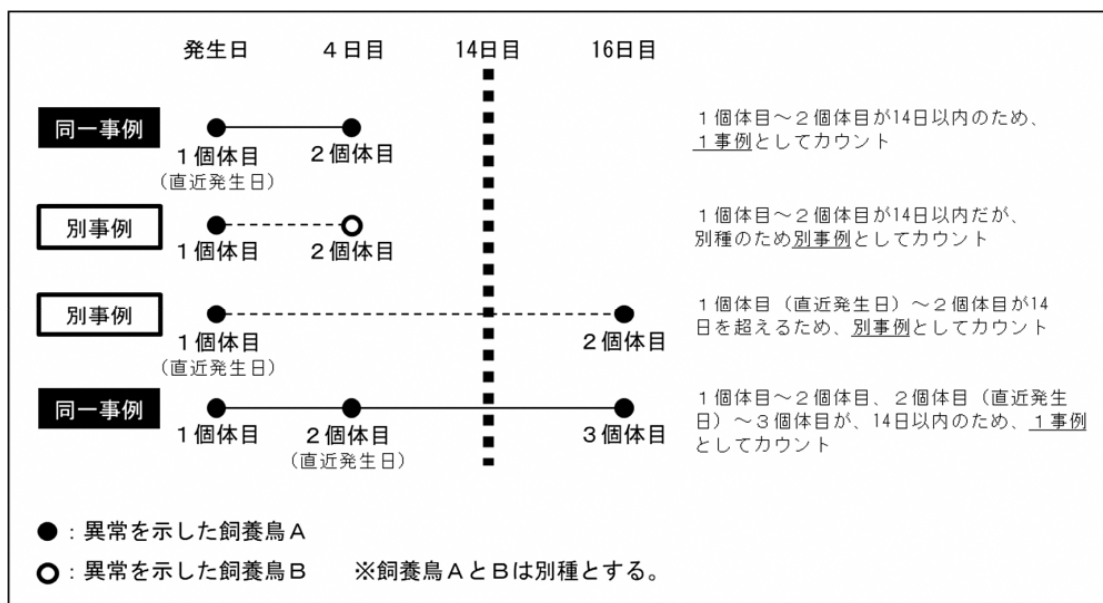 発生日 ４日目 14日目 16日目
同一事例
１個体目 ２個体目
（直近発生日）
１個体目～２個体目が14日以内のため、
１事例としてカウント
別事例
１個体目 ２個体目
１個体目～２個体目が14日以内だが、
別種のため別事例としてカウント
別事例
１個体目 ２個体目
（直近発生日）
１個体目（直近発生日）～２個体目が14
日を超えるため、別事例としてカウント
同一事例
１個体目 ２個体目 ３個体目
（直近発生日）
１個体目～２個体目、２個体目（直近発生
日）～３個体目が、14日以内のため、１事例
としてカウント
●：異常を示した飼養鳥Ａ
○：異常を示した飼養鳥Ｂ ※飼養鳥ＡとＢは別種とする。